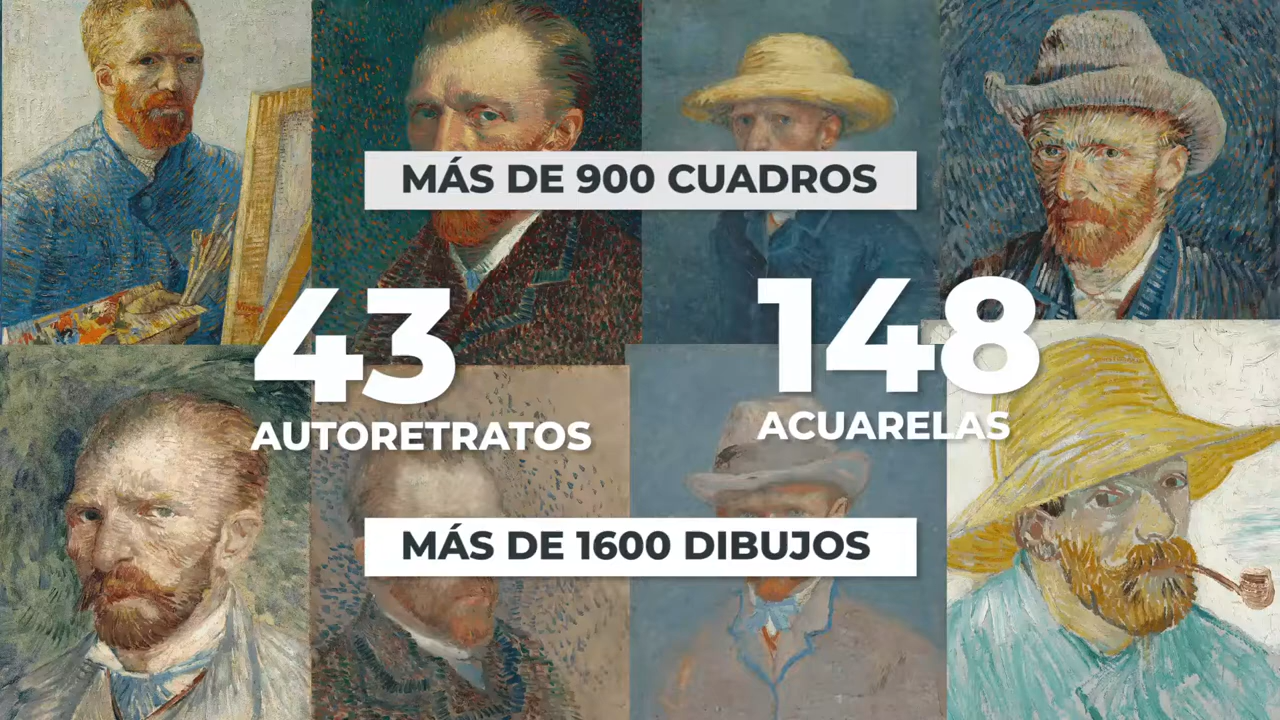 MÁS DE 900 CUADROS
43
AUTORETRATOS
148
ACUARELAS
MÁS DE 1600 DIBUJOS